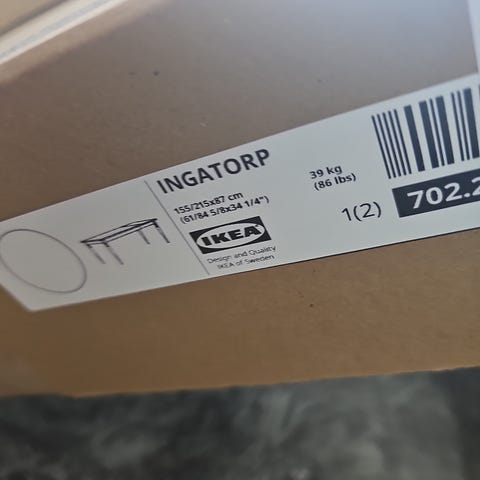 INGATORP
155/215x87 cm
(61/84 5/8x34 1/4")
IKEA
Design and Quality
IKEA of Sweden
39 kg
(86 lbs)
1(2)
702.2